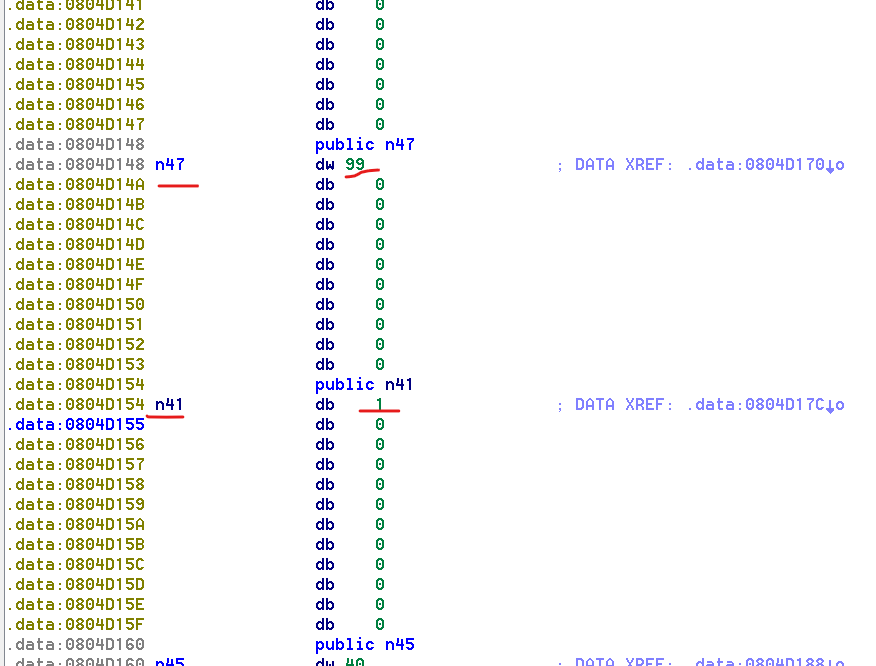 .data:0804D141 db 0
.data:0804D142 db 0
.data:0804D143 db 0
.data:0804D144 db 0
.data:0804D145 db 0
.data:0804D146 db 0
.data:0804D147 db 0
.data:0804D148 public n47
.data:0804D148 n47 dw 99 ; DATA XREF: .data:0804D170↓o
.data:0804D14A db 0
.data:0804D14B db 0
.data:0804D14C db 0
.data:0804D14D db 0
.data:0804D14E db 0
.data:0804D14F db 0
.data:0804D150 db 0
.data:0804D151 db 0
.data:0804D152 db 0
.data:0804D153 db 0
.data:0804D154 public n41
.data:0804D154 n41 db 1 ; DATA XREF: .data:0804D17C↓o
.data:0804D155 db 0
.data:0804D156 db 0
.data:0804D157 db 0
.data:0804D158 db 0
.data:0804D159 db 0
.data:0804D15A db 0
.data:0804D15B db 0
.data:0804D15C db 0
.data:0804D15D db 0
.data:0804D15E db 0
.data:0804D15F db 0
.data:0804D160 public n45
.data:0804D160 n45 dw 40 ; DATA XREF: .data:0804D188↓o